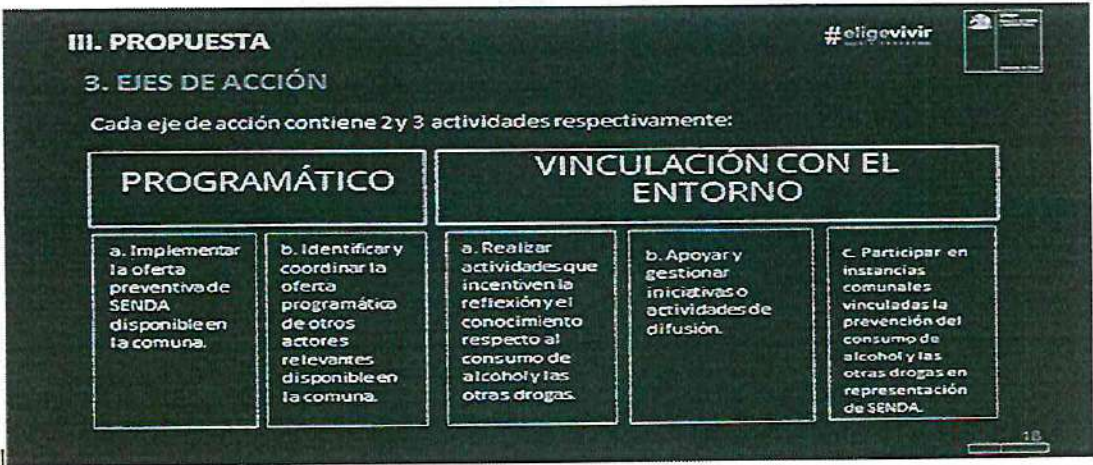 III. PROPUESTA
#eligevivir
3. EJES DE ACCIÓN
Cada eje de acción contiene 2 y 3 actividades respectivamente:
PROGRAMÁTICO
VINCULACIÓN CON EL
ENTORNO
a. Implementar
la oferta
preventiva de
SENDA
disponible en
la comuna.
b. Identificar y
coordinar la
oferta
programática
de otros
actores
relevantes
disponible en
la comuna.
a. Realizar
actividades que
incentiven la
reflexión y el
conocimiento
respecto al
consumo de
alcohol y las
otras drogas.
b. Apoyar y
gestionar
iniciativas o
actividades de
difusión.
c. Participar en
instancias
comunales
vinculadas la
prevención del
consumo de
alcohol y las
otras drogas en
representación
de SENDA.
18